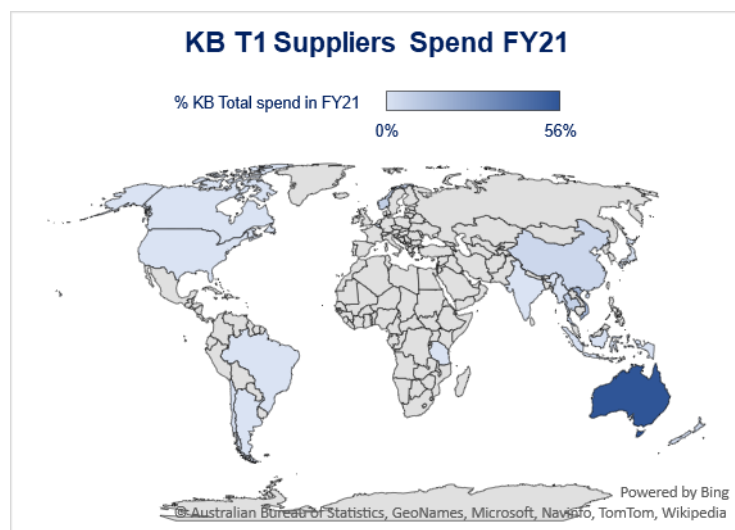 KB T1 Suppliers Spend FY21
% KB Total spend in FY21
0% 56%
Powered by Bing
© Australian Bureau of Statistics, GeoNames, Microsoft, Navinfo, TomTom, Wikipedia